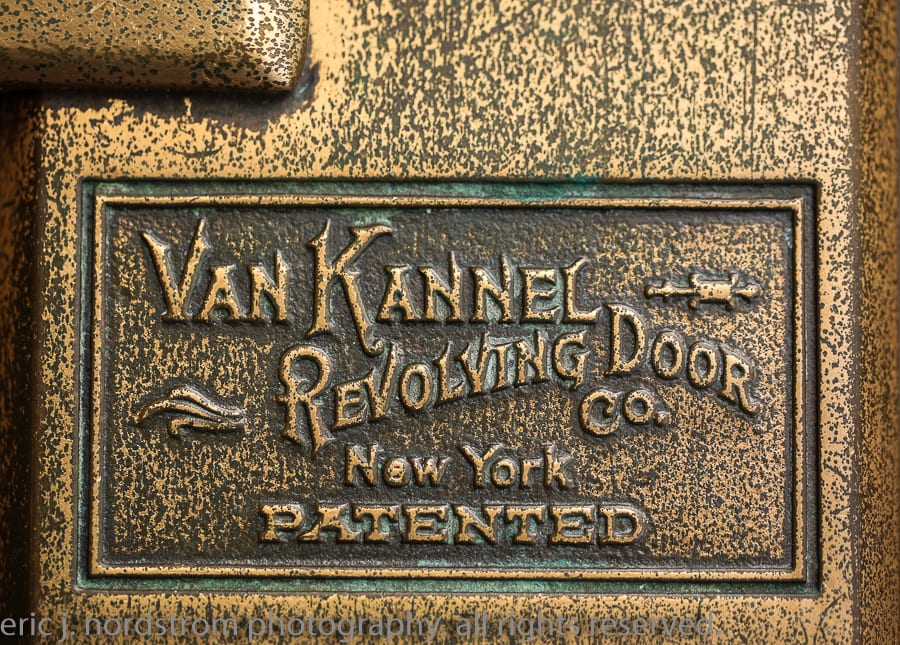 VAN KANNEL
REVOLVING DOOR
CO.
New York
PATENTED
eric j. nordstrom photography. all rights reserved.